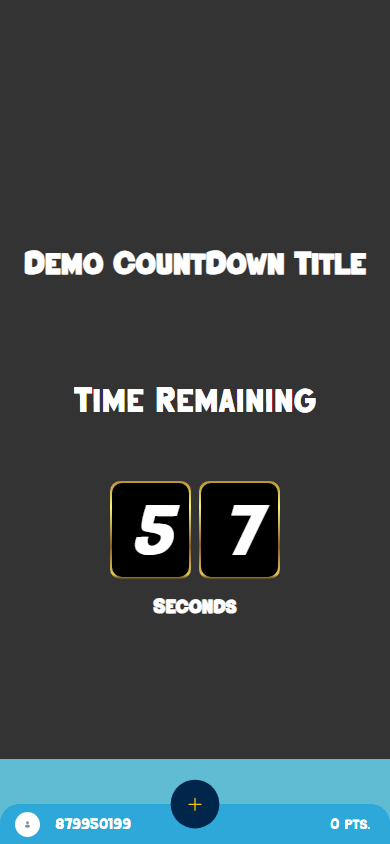 Demo CountDown Title
Time Remaining
5 7
Seconds
+
879950199
0 pts.